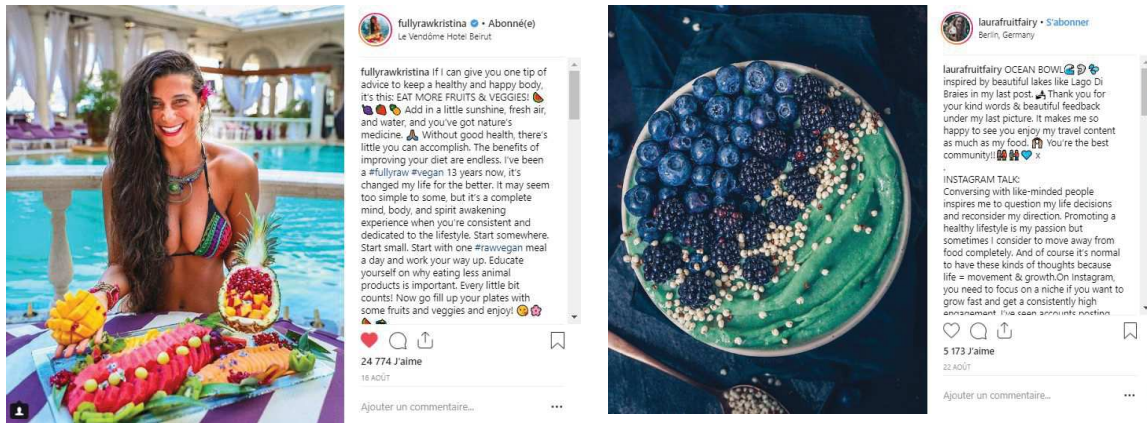 fullyrawkristina • Abonné(e)
Le Vendôme Hotel Beirut
fullyrawkristina If I can give you one tip of
advice to keep a healthy and happy body,
it's this: EAT MORE FRUITS & VEGGIES! 🍉
🍇🍓🍍 Add in a little sunshine, fresh air,
and water, and you've got nature's
medicine. 🙏 Without good health, there's
little you can accomplish. The benefits of
improving your diet are endless. I've been
a #fullyraw #vegan 13 years now, it's
changed my life for the better. It may seem
too simple to some, but it's a complete
mind, body, and spirit awakening
experience when you're consistent and
dedicated to the lifestyle. Start somewhere.
Start small. Start with one #rawvegan meal
a day and work your way up. Educate
yourself on why eating less animal
products is important. Every little bit
counts! Now go fill up your plates with
some fruits and veggies and enjoy! 😘🌸
24 774 J'aime
16 AOÛT
Ajouter un commentaire...
laurafruitfairy • S'abonner
Berlin, Germany
laurafruitfairy OCEAN BOWL🌊🐚🐠
inspired by beautiful lakes like Lago Di
Braies in my last post. Thank you for
your kind words & beautiful feedback
under my last picture. It makes me so
happy to see you enjoy my travel content
as much as my food. You're the best
community!! x
.
INSTAGRAM TALK:
Conversing with like-minded people
inspires me to question my life decisions
and reconsider my direction. Promoting a
healthy lifestyle is my passion but
sometimes I consider to move away from
food completely. And of course it's normal
to have these kinds of thoughts because
life = movement & growth.On Instagram,
you need to focus on a niche if you want to
grow fast and get a consistently high
engagement. I've seen accounts posting
5 173 J'aime
22 AOÛT
Ajouter un commentaire...